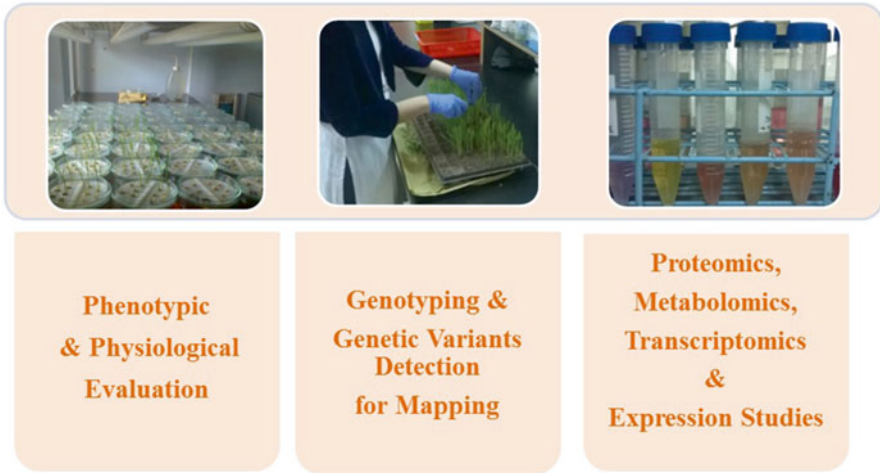 Phenotypic
& Physiological
Evaluation
Genotyping &
Genetic Variants
Detection
for Mapping
Proteomics,
Metabolomics,
Transcriptomics
&
Expression Studies